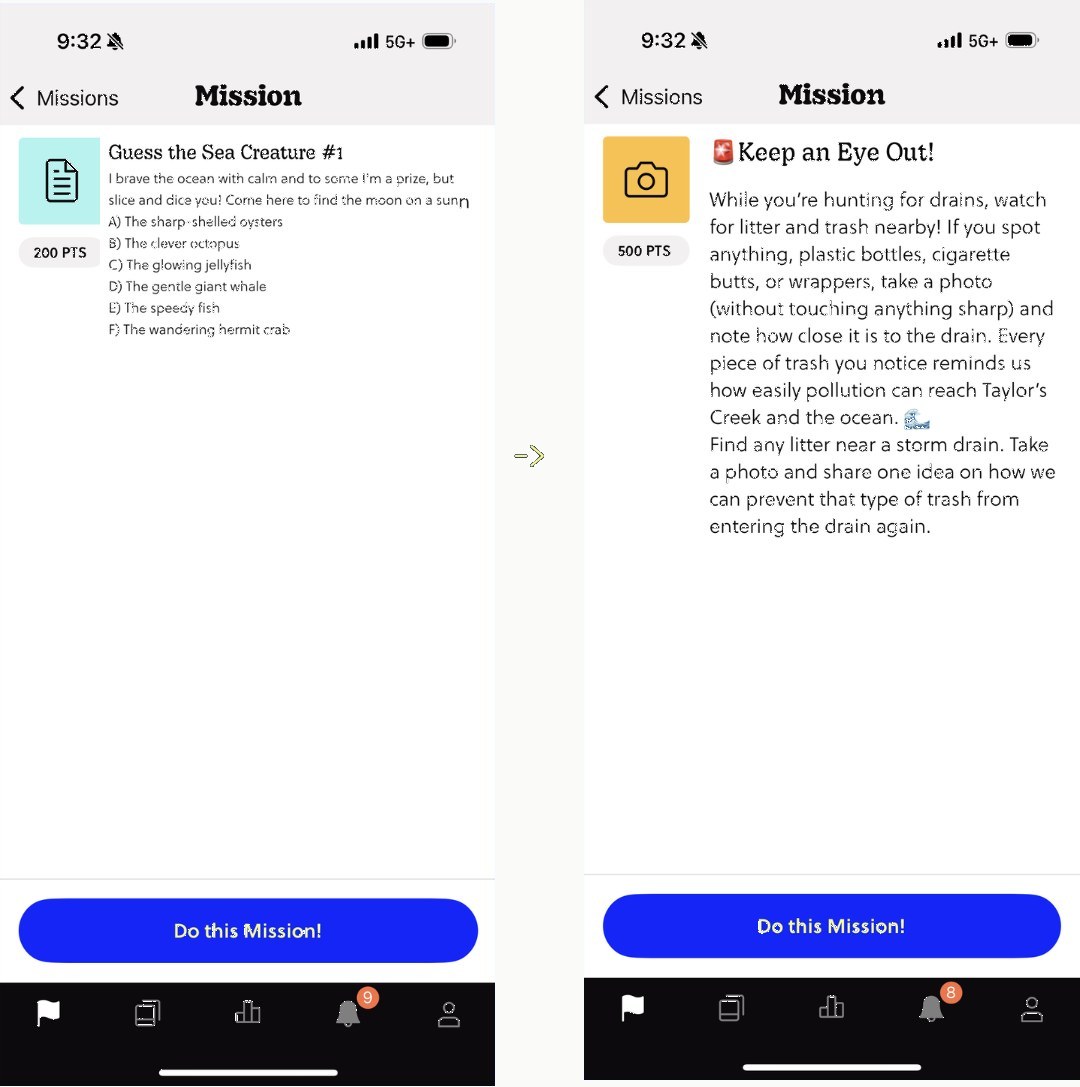 9:32
5G+
Missions
Mission
Guess the Sea Creature #1
I brave the ocean with calm and to some I'm a prize, but
slice and dice you! Come here to find the moon on a sunn
A) The sharp-shelled oysters
B) The clever octopus
C) The glowing jellyfish
D) The gentle giant whale
E) The speedy fish
F) The wandering hermit crab
200 PTS
Do this Mission!
9
->
9:32
5G+
Missions
Mission
🚨Keep an Eye Out!
While you're hunting for drains, watch
for litter and trash nearby! If you spot
anything, plastic bottles, cigarette
butts, or wrappers, take a photo
(without touching anything sharp) and
note how close it is to the drain. Every
piece of trash you notice reminds us
how easily pollution can reach Taylor's
Creek and the ocean. 🌊
Find any litter near a storm drain. Take
a photo and share one idea on how we
can prevent that type of trash from
entering the drain again.
500 PTS
Do this Mission!
8